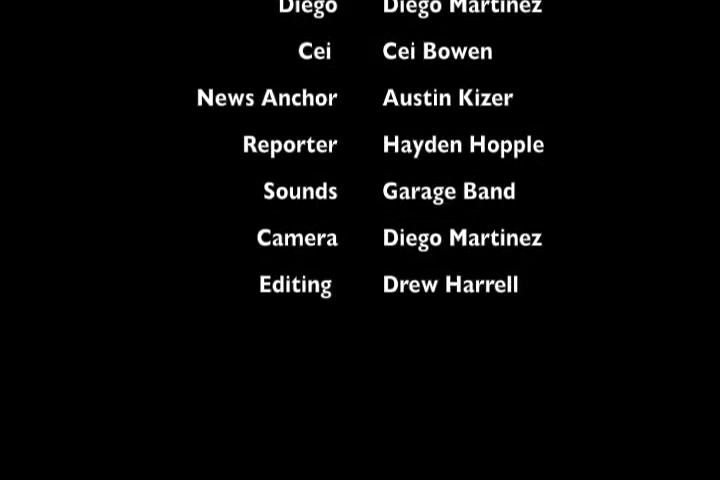 Diego Diego Martinez
Cei Cei Bowen
News Anchor Austin Kizer
Reporter Hayden Hopple
Sounds Garage Band
Camera Diego Martinez
Editing Drew Harrell